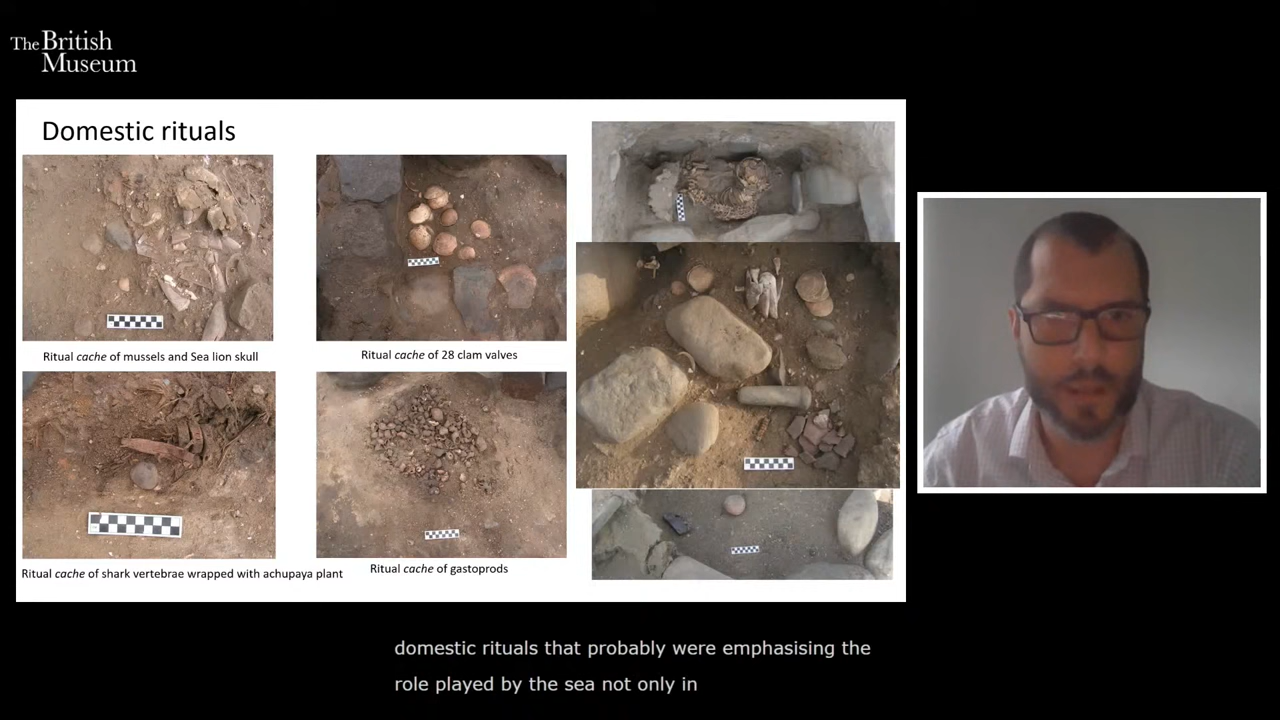 The British
Museum
Domestic rituals
Ritual cache of mussels and Sea lion skull
Ritual cache of 28 clam valves
Ritual cache of shark vertebrae wrapped with achupaya plant
Ritual cache of gastoprods
domestic rituals that probably were emphasising the
role played by the sea not only in